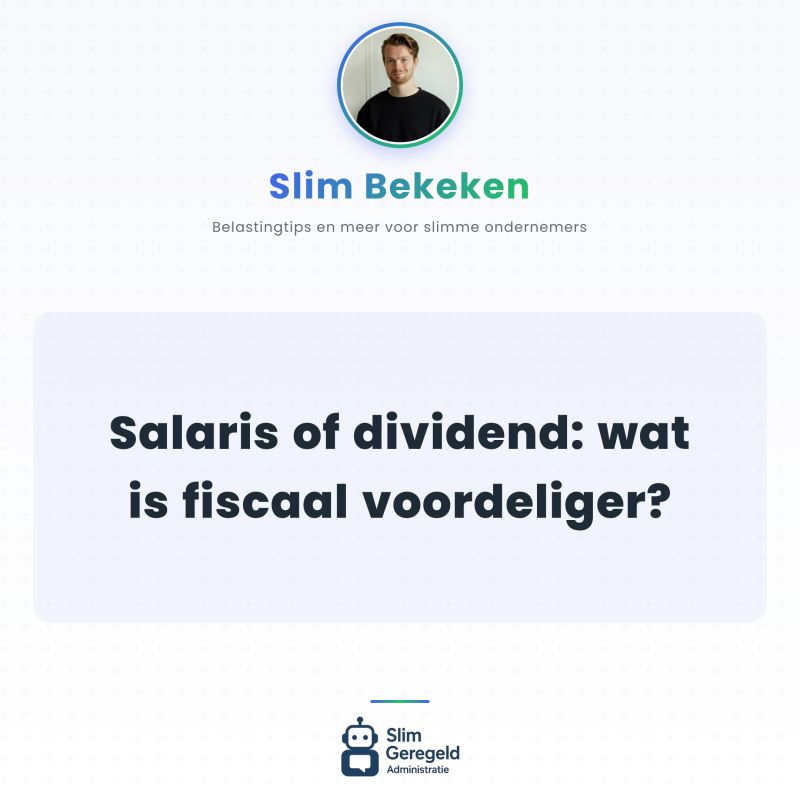 Slim Bekeken
Belastingtips en meer voor slimme ondernemers
Salaris of dividend: wat
is fiscaal voordeliger?
Slim
Geregeld
Administratie